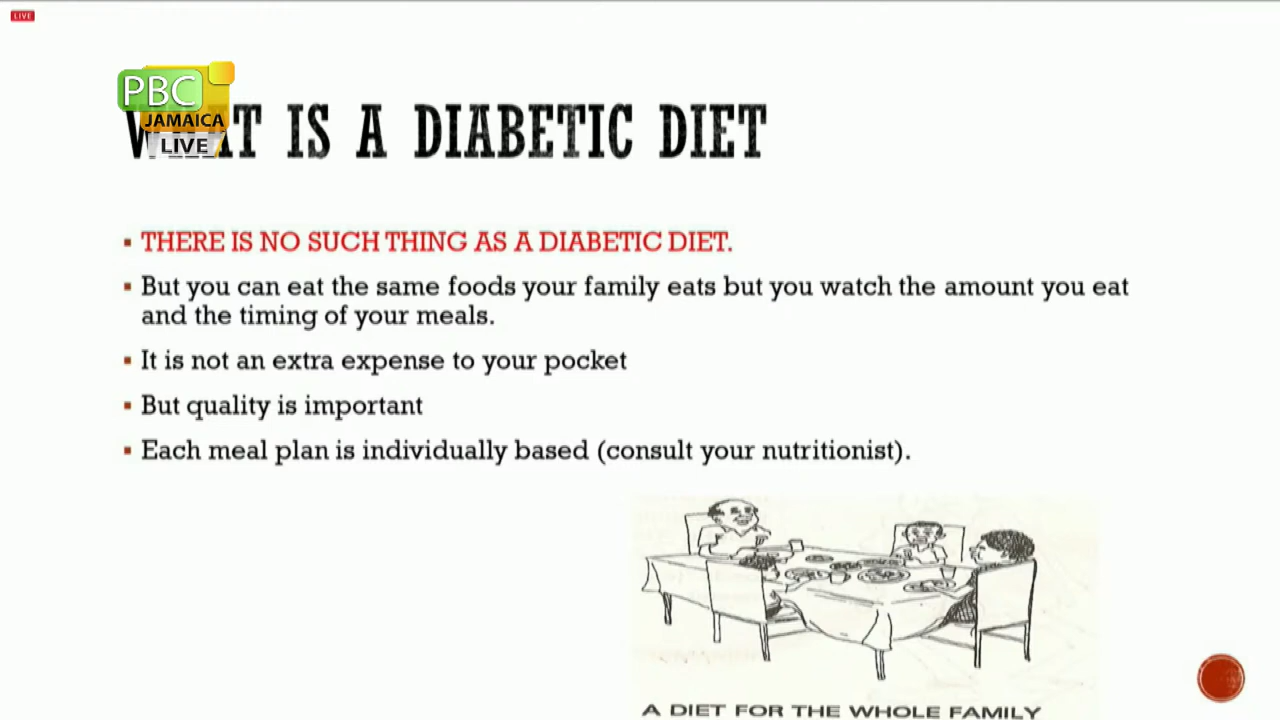 LIVE
PBC
JAMAICA
LIVE
WHAT IS A DIABETIC DIET
THERE IS NO SUCH THING AS A DIABETIC DIET.
But you can eat the same foods your family eats but you watch the amount you eat
and the timing of your meals.
It is not an extra expense to your pocket
But quality is important
Each meal plan is individually based (consult your nutritionist).
A DIET FOR THE WHOLE FAMILY